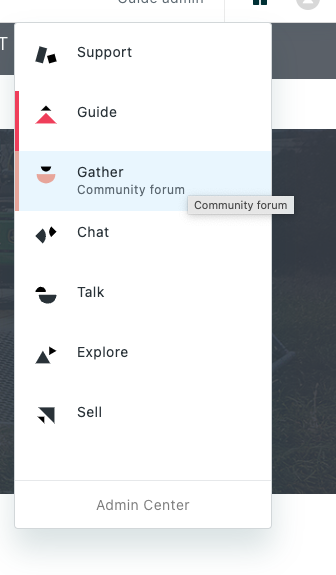 Guide admin
T
Support
Guide
Gather
Community forum
Community forum
Chat
Talk
Explore
Sell
Admin Center